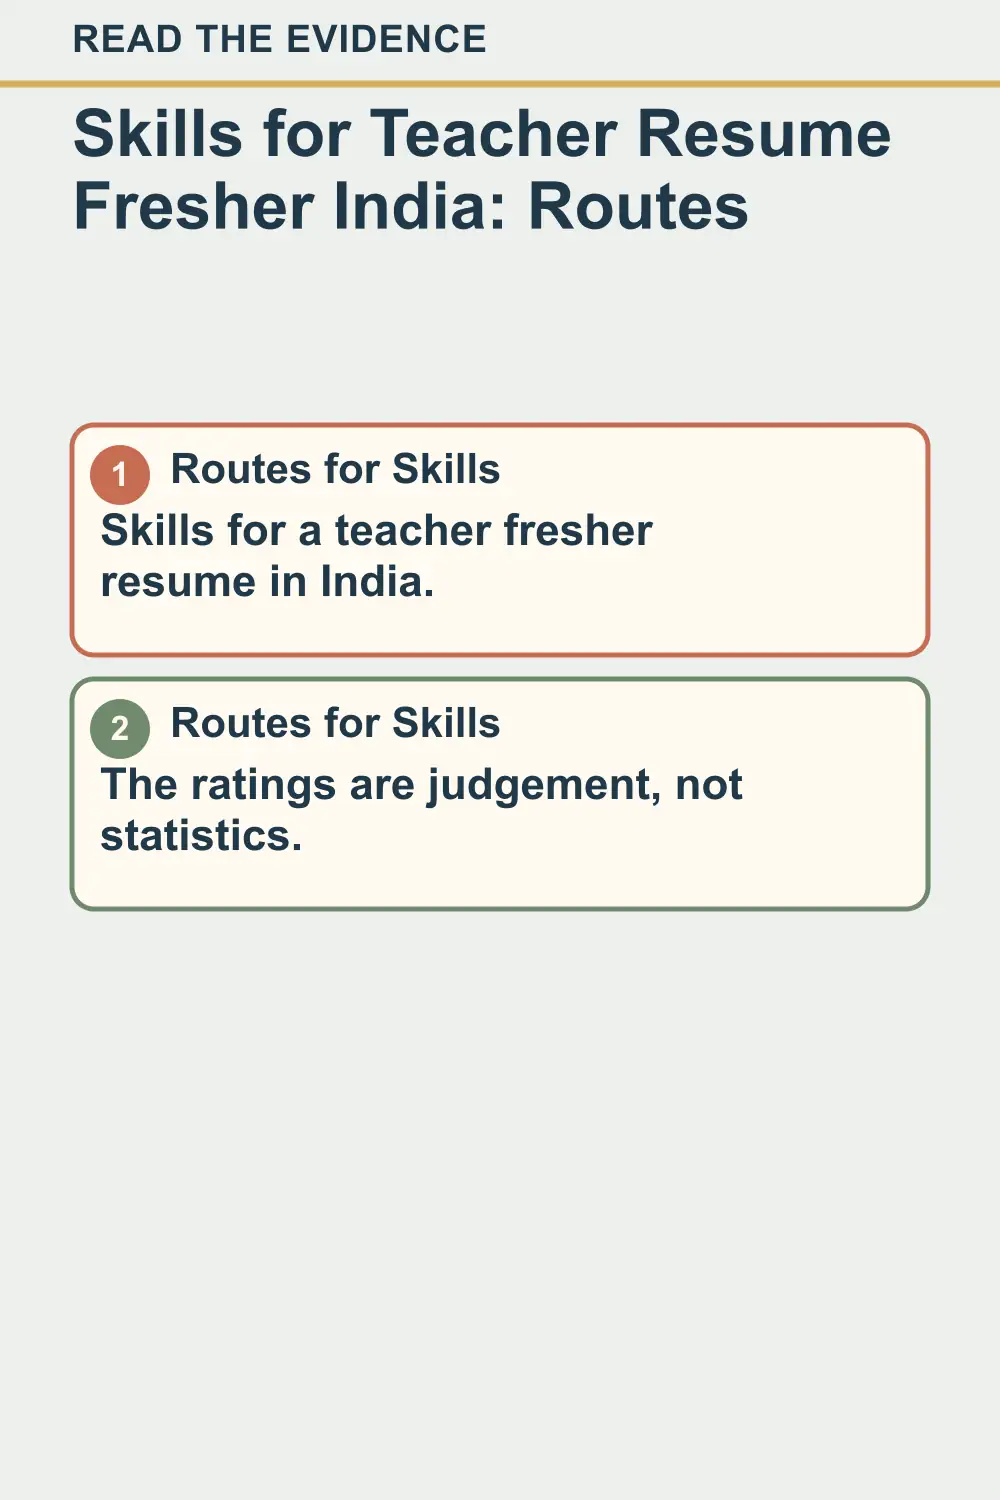 READ THE EVIDENCE
Skills for Teacher Resume
Fresher India: Routes
1 Routes for Skills
Skills for a teacher fresher
resume in India.
2 Routes for Skills
The ratings are judgement, not
statistics.